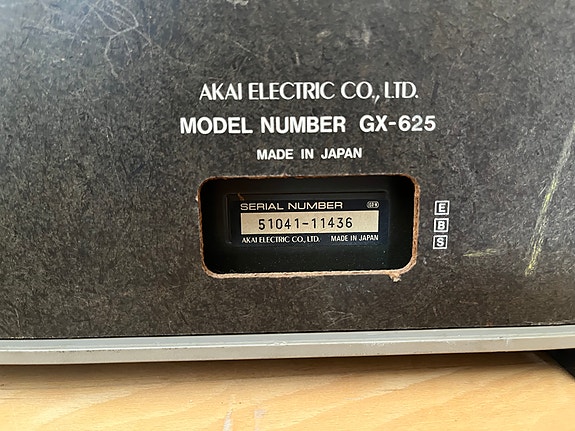 AKAI ELECTRIC CO., LTD.
MODEL NUMBER GX-625
MADE IN JAPAN
SERIAL NUMBER
51041-11436
AKAI ELECTRIC CO., LTD. MADE IN JAPAN
E
B
S